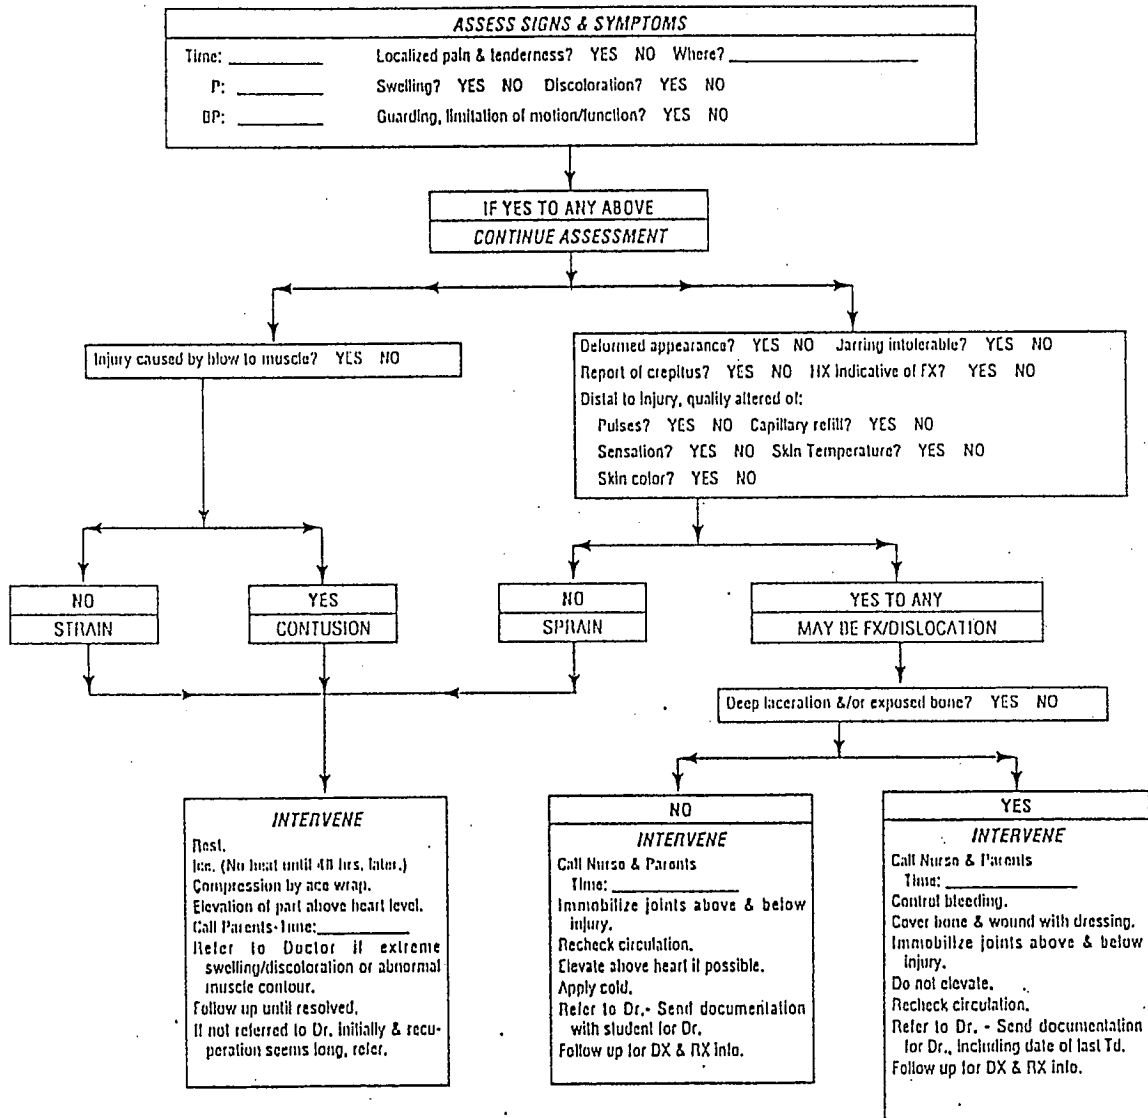 ASSESS SIGNS & SYMPTOMS
Time: Localized pain & tenderness? YES NO Where?
P: Swelling? YES NO Discoloration? YES NO
BP: Guarding, limitation of motion/function? YES NO
IF YES TO ANY ABOVE
CONTINUE ASSESSMENT
Injury caused by blow to muscle? YES NO
Deformed appearance? YES NO Jarring intolerable? YES NO
Report of crepitus? YES NO HX Indicative of FX? YES NO
Distal to Injury, quality altered of:
Pulses? YES NO Capillary refill? YES NO
Sensation? YES NO Skin Temperature? YES NO
Skin color? YES NO
NO
STRAIN
YES
CONTUSION
NO
SPRAIN
YES TO ANY
MAY BE FX/DISLOCATION
Deep laceration &/or exposed bone? YES NO
INTERVENE
Rest.
Ice. (No heat until 48 hrs. later.)
Compression by ace wrap.
Elevation of part above heart level.
Call Parents-Time:
Refer to Doctor if extreme
swelling/discoloration or abnormal
muscle contour.
Follow up until resolved.
If not referred to Dr. initially & recu-
peration seems long, refer.
NO
INTERVENE
Call Nurse & Parents
Time:
Immobilize joints above & below
injury.
Recheck circulation.
Elevate above heart if possible.
Apply cold.
Refer to Dr.- Send documentation
with student for Dr.
Follow up for DX & RX info.
YES
INTERVENE
Call Nurse & Parents
Time:
Control bleeding.
Cover bone & wound with dressing.
Immobilize joints above & below
injury.
Do not elevate.
Recheck circulation.
Refer to Dr. - Send documentation
for Dr., including date of last Td.
Follow up for DX & RX info.